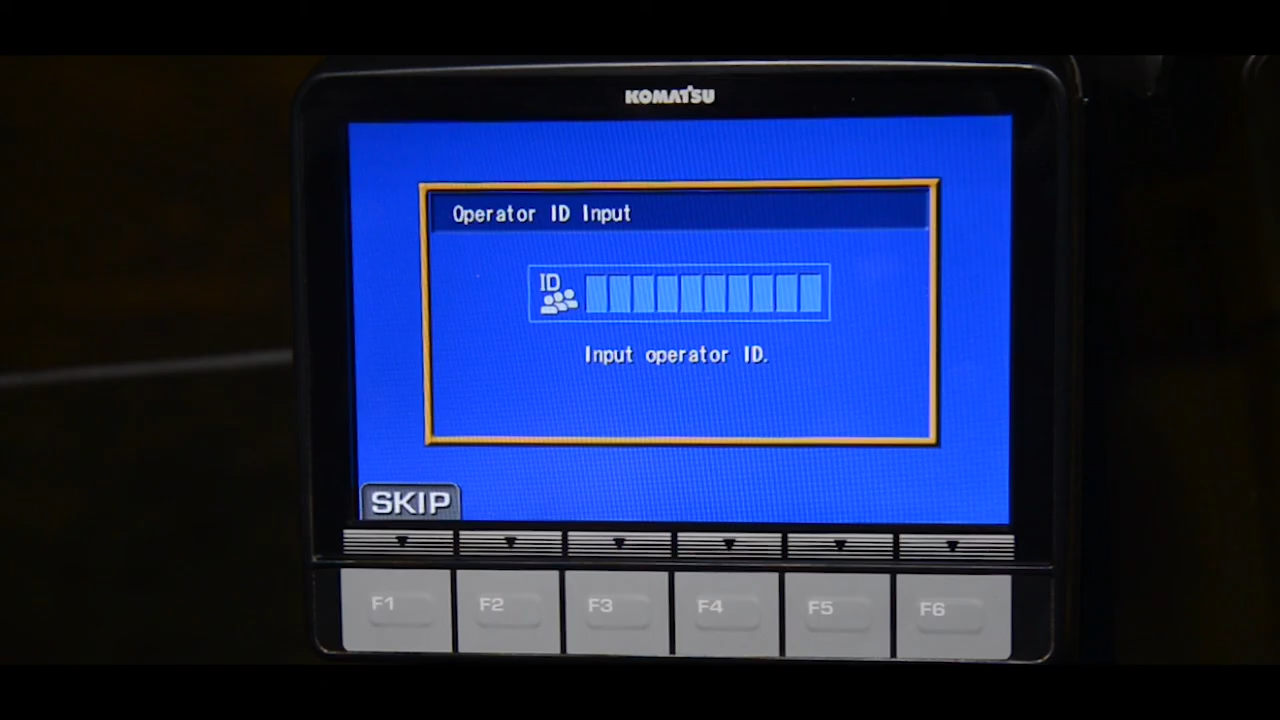 KOMATSU
Operator ID Input
ID
Input operator ID.
SKIP
F1 F2 F3 F4 F5 F6